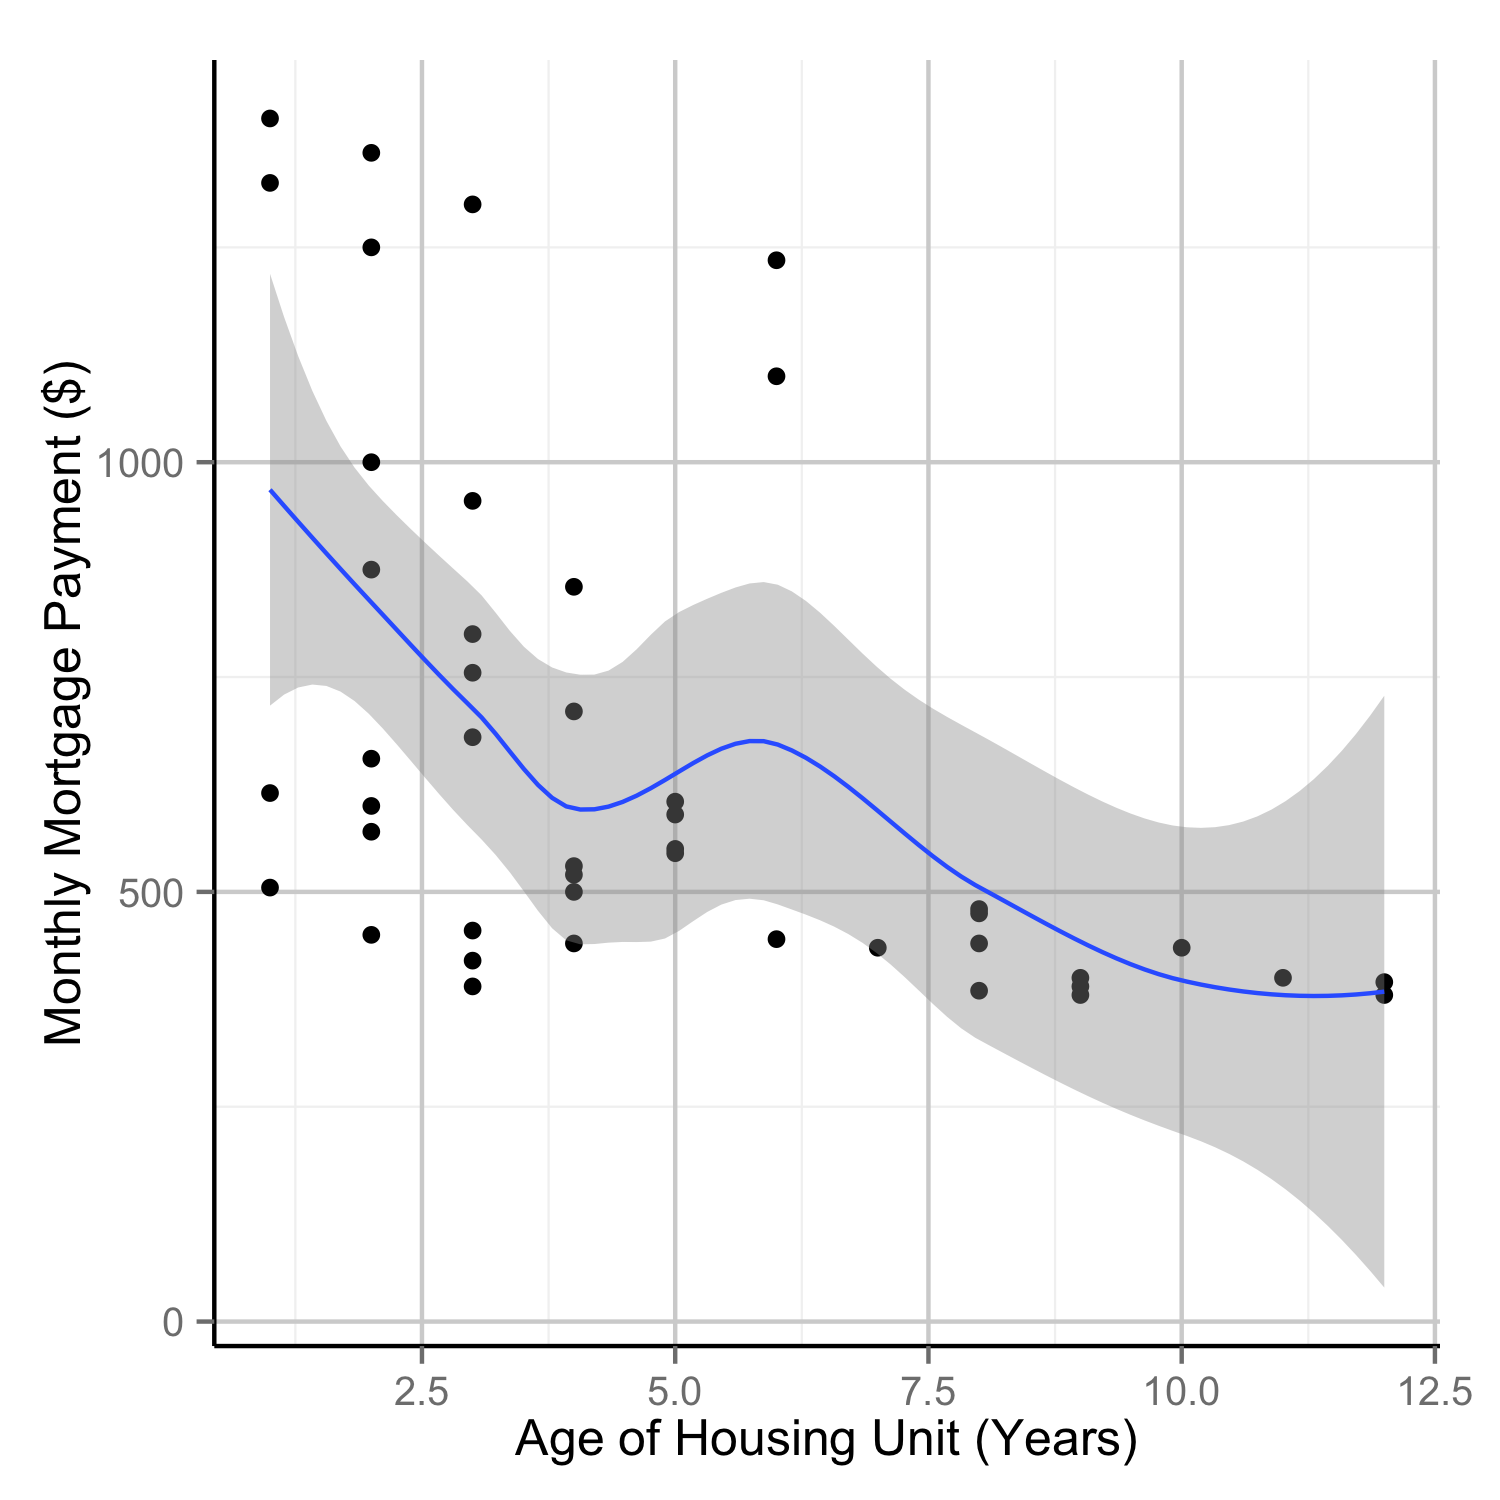 Monthly Mortgage Payment ($)
1000
500
0
2.5 5.0 7.5 10.0 12.5
Age of Housing Unit (Years)